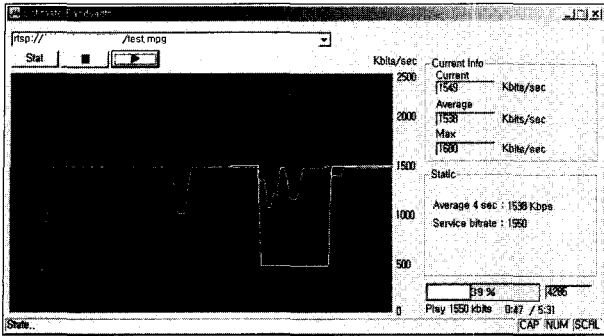 rtsp:// /test.mpg
Stat
Kbits/sec
2500
2000
1500
1000
500
0
Current Info
Current
1549 Kbits/sec
Average
1538 Kbits/sec
Max
1680 Kbits/sec
Static
Average 4 sec : 1538 Kbps
Service bitrate : 1550
39 %
4285
Play 1550 kbits 0:47 / 5:31
State..
CAP NUM SCRL